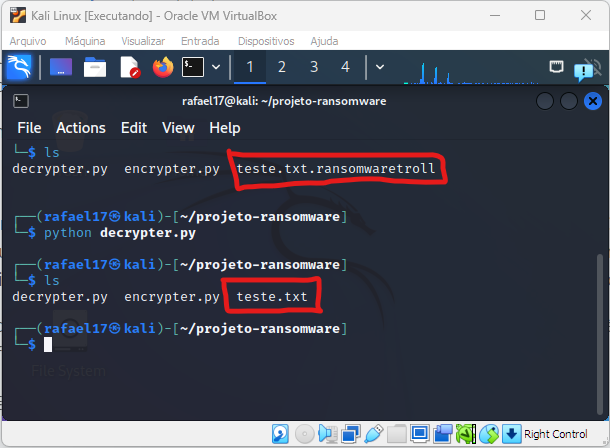 Kali Linux [Executando] - Oracle VM VirtualBox
Arquivo Máquina Visualizar Entrada Dispositivos Ajuda
1 2 3 4
rafael17@kali: ~/projeto-ransomware
File Actions Edit View Help
└─$ ls
decrypter.py encrypter.py teste.txt.ransomwaretroll
┌──(rafael17㉿kali)-[~/projeto-ransomware]
└─$ python decrypter.py
┌──(rafael17㉿kali)-[~/projeto-ransomware]
└─$ ls
decrypter.py encrypter.py teste.txt
┌──(rafael17㉿kali)-[~/projeto-ransomware]
└─$
File System
Right Control